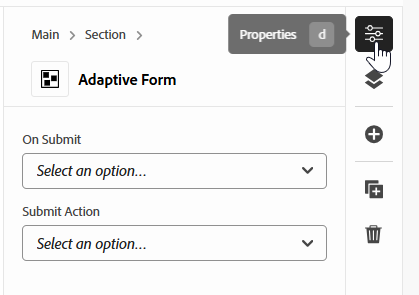 Main Section
Properties d
Adaptive Form
On Submit
Select an option...
Submit Action
Select an option...